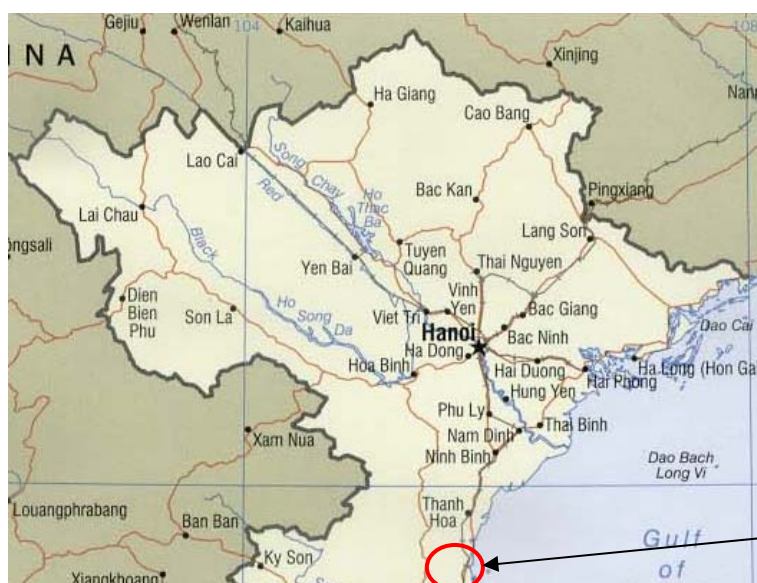 Gejiu
Wenlan
104
Kaihua
108
I N A
Xinjing
Ha Giang
Cao Bang
Lao Cai
Song Chay
Red
Ho
Thac
Ba
Bac Kan
Pingxiang
Lai Chau
Lang Son
Black
Tuyen
Quang
Yen Bai
Thai Nguyen
Vinh
Yen
Dien
Bien
Phu
Son La
Ho
Song
Da
Viet Tri
Bac Giang
Hanoi
Bac Ninh
Dao Cai
Ha Dong
Hoa Binh
Hai Duong
Hai Phong
Ha Long (Hon Ga
Hung Yen
Phu Ly
Xam Nua
Nam Dinh
Thai Binh
Ninh Binh
Dao Bach
Long Vi
Louangphrabang
Thanh
Hoa
Ban Ban
Gulf
of
Ky Son
Xiangkhoang